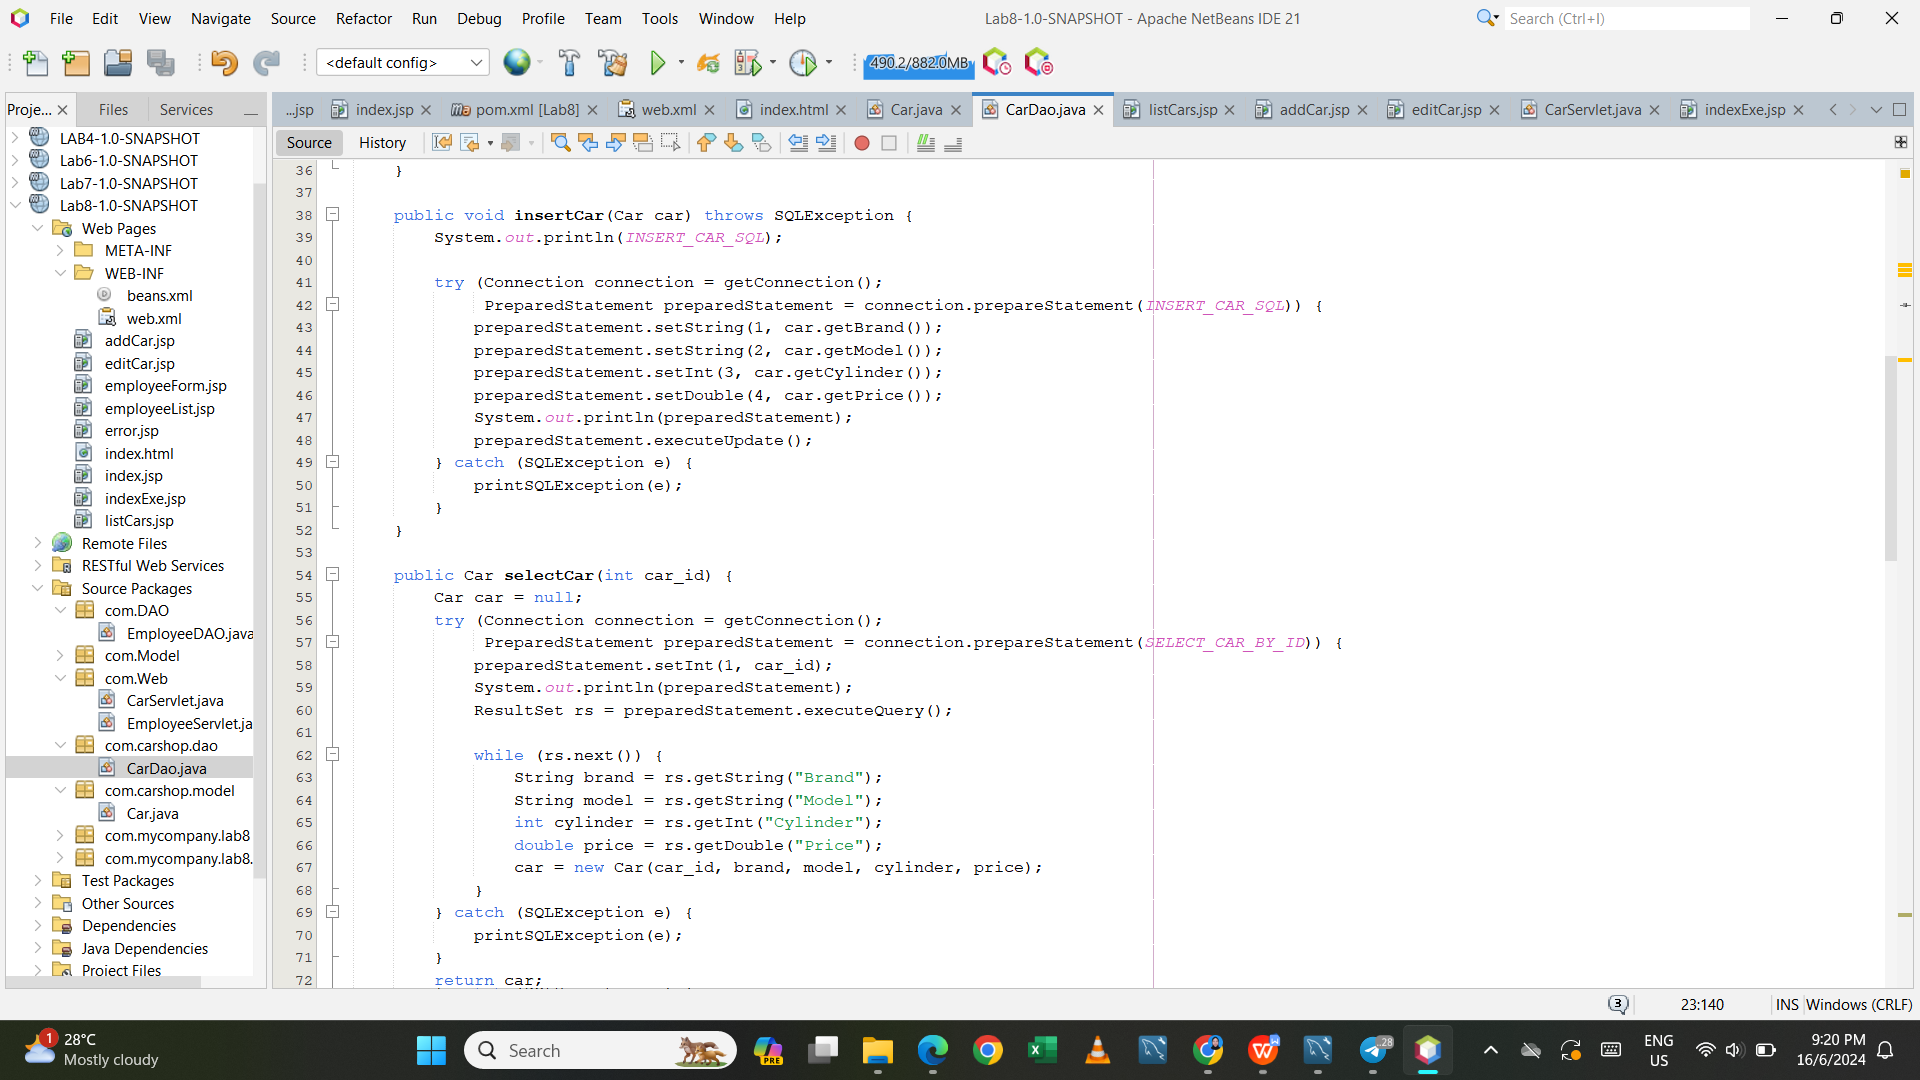 File Edit View Navigate Source Refactor Run Debug Profile Team Tools Window Help
Lab8-1.0-SNAPSHOT - Apache NetBeans IDE 21
Search (Ctrl+I)
<default config>
490.2/882.0MB
Proje... Files Services
...jsp index.jsp pom.xml [Lab8] web.xml index.html Car.java CarDao.java listCars.jsp addCar.jsp editCar.jsp CarServlet.java indexExe.jsp
Source History
LAB4-1.0-SNAPSHOT
Lab6-1.0-SNAPSHOT
Lab7-1.0-SNAPSHOT
Lab8-1.0-SNAPSHOT
Web Pages
META-INF
WEB-INF
beans.xml
web.xml
addCar.jsp
editCar.jsp
employeeForm.jsp
employeeList.jsp
error.jsp
index.html
index.jsp
indexExe.jsp
listCars.jsp
Remote Files
RESTful Web Services
Source Packages
com.DAO
EmployeeDAO.java
com.Model
com.Web
CarServlet.java
EmployeeServlet.ja
com.carshop.dao
CarDao.java
com.carshop.model
Car.java
com.mycompany.lab8
com.mycompany.lab8.
Test Packages
Other Sources
Dependencies
Java Dependencies
Project Files
36 }
37
38 public void insertCar(Car car) throws SQLException {
39 System.out.println(INSERT_CAR_SQL);
40
41 try (Connection connection = getConnection();
42 PreparedStatement preparedStatement = connection.prepareStatement(INSERT_CAR_SQL)) {
43 preparedStatement.setString(1, car.getBrand());
44 preparedStatement.setString(2, car.getModel());
45 preparedStatement.setInt(3, car.getCylinder());
46 preparedStatement.setDouble(4, car.getPrice());
47 System.out.println(preparedStatement);
48 preparedStatement.executeUpdate();
49 } catch (SQLException e) {
50 printSQLException(e);
51 }
52 }
53
54 public Car selectCar(int car_id) {
55 Car car = null;
56 try (Connection connection = getConnection();
57 PreparedStatement preparedStatement = connection.prepareStatement(SELECT_CAR_BY_ID)) {
58 preparedStatement.setInt(1, car_id);
59 System.out.println(preparedStatement);
60 ResultSet rs = preparedStatement.executeQuery();
61
62 while (rs.next()) {
63 String brand = rs.getString("Brand");
64 String model = rs.getString("Model");
65 int cylinder = rs.getInt("Cylinder");
66 double price = rs.getDouble("Price");
67 car = new Car(car_id, brand, model, cylinder, price);
68 }
69 } catch (SQLException e) {
70 printSQLException(e);
71 }
72 return car;
3 23:140 INS Windows (CRLF)
1 28°C
Mostly cloudy
Search
PRE
28
ENG
US
9:20 PM
16/6/2024